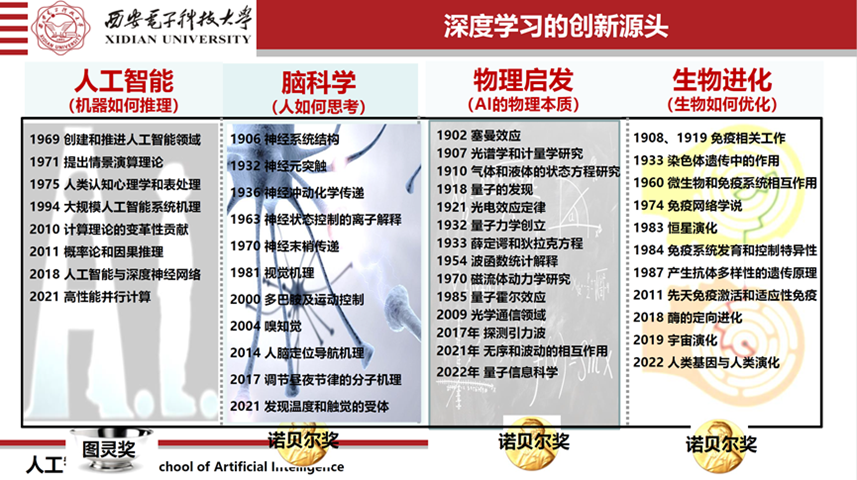 西安电子科技大学
XIDIAN UNIVERSITY
深度学习的创新源头
人工智能
(机器如何推理)
1969 创建和推进人工智能领域
1971 提出情景演算理论
1975 人类认知心理学和表处理
1994 大规模人工智能系统机理
2010 计算理论的变革性贡献
2011 概率论和因果推理
2018 人工智能与深度神经网络
2021 高性能并行计算
图灵奖
脑科学
(人如何思考)
1906 神经系统结构
1932 神经元突触
1936 神经冲动化学传递
1963 神经状态控制的离子解释
1970 神经末梢传递
1981 视觉机理
2000 多巴胺及运动控制
2004 嗅知觉
2014 人脑定位导航机理
2017 调节昼夜节律的分子机理
2021 发现温度和触觉的受体
诺贝尔奖
物理启发
(AI的物理本质)
1902 塞曼效应
1907 光谱学和计量学研究
1910 气体和液体的状态方程研究
1918 量子的发现
1921 光电效应定律
1932 量子力学创立
1933 薛定谔和狄拉克方程
1954 波函数统计解释
1970 磁流体动力学研究
1985 量子霍尔效应
2009 光学通信领域
2017年 探测引力波
2021年 无序和波动的相互作用
2022年 量子信息科学
诺贝尔奖
生物进化
(生物如何优化)
1908、1919 免疫相关工作
1933 染色体遗传中的作用
1960 微生物和免疫系统相互作用
1974 免疫网络学说
1983 恒星演化
1984 免疫系统发育和控制特异性
1987 产生抗体多样性的遗传原理
2011 先天免疫激活和适应性免疫
2018 酶的定向进化
2019 宇宙演化
2022 人类基因与人类演化
诺贝尔奖
人工
chool of Artificial Intelligence